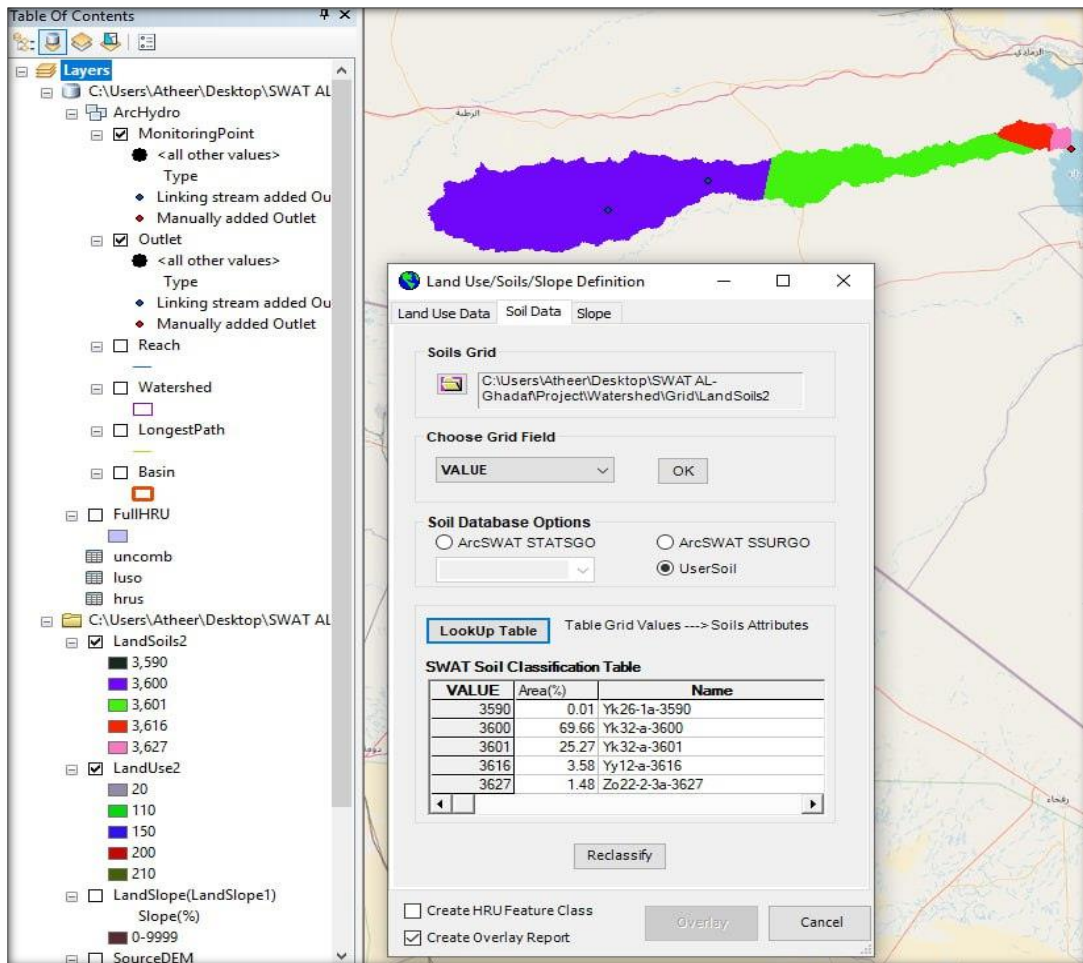 Table Of Contents
Layers
C:\Users\Atheer\Desktop\SWAT AL
ArcHydro
MonitoringPoint
<all other values>
Type
Linking stream added Ou
Manually added Outlet
Outlet
<all other values>
Type
Linking stream added Ou
Manually added Outlet
Reach
Watershed
LongestPath
Basin
FullHRU
uncomb
luso
hrus
C:\Users\Atheer\Desktop\SWAT AL
LandSoils2
3,590
3,600
3,601
3,616
3,627
LandUse2
20
110
150
200
210
LandSlope(LandSlope1)
Slope(%)
0-9999
SourceDEM
الرمادي
الرطبة
رفحاء
Land Use/Soils/Slope Definition
Land Use Data Soil Data Slope
Soils Grid
C:\Users\Atheer\Desktop\SWAT AL-
Ghadaf\Project\Watershed\Grid\LandSoils2
Choose Grid Field
VALUE OK
Soil Database Options
ArcSWAT STATSGO ArcSWAT SSURGO
UserSoil
LookUp Table Table Grid Values ---> Soils Attributes
SWAT Soil Classification Table
VALUE Area(%) Name
3590 0.01 Yk26-1a-3590
3600 69.66 Yk32-a-3600
3601 25.27 Yk32-a-3601
3616 3.58 Yy12-a-3616
3627 1.48 Zo22-2-3a-3627
Reclassify
Create HRU Feature Class
Create Overlay Report
Overlay Cancel